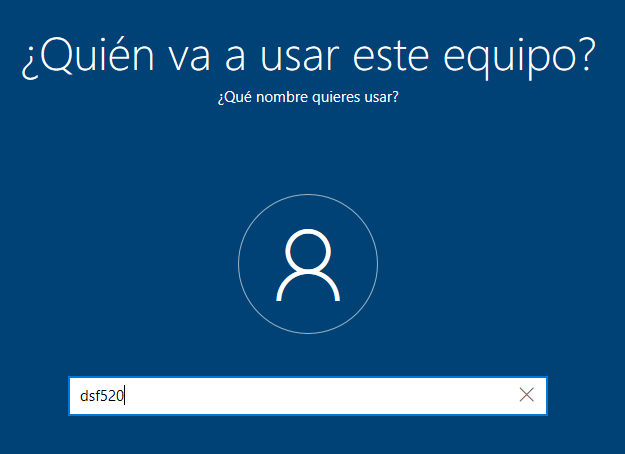 ¿Quién va a usar este equipo?
¿Qué nombre quieres usar?
dsf520